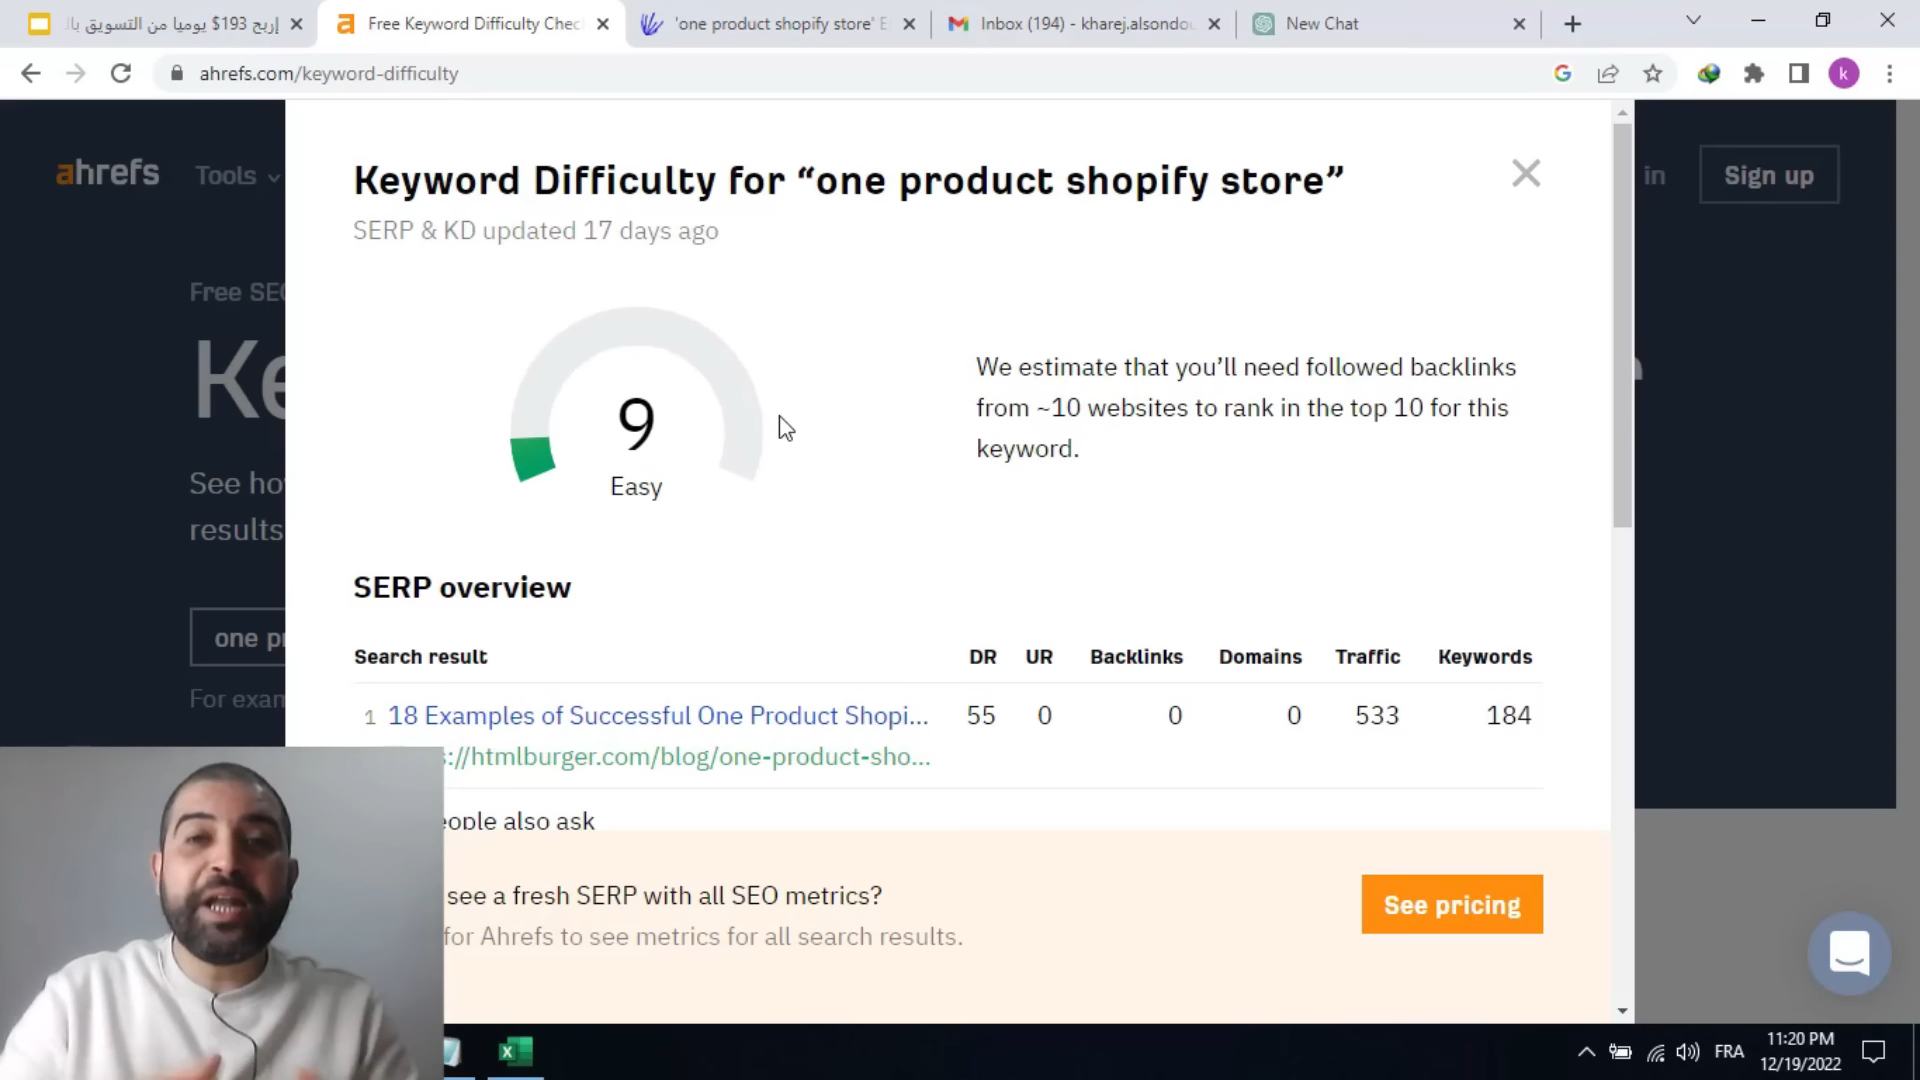 إربح 193$ يوميا من التسويق بال
Free Keyword Difficulty Chec
'one product shopify store' E
Inbox (194) - kharej.alsondou
New Chat
ahrefs.com/keyword-difficulty
k
ahrefs
Tools
in
Sign up
Keyword Difficulty for “one product shopify store”
SERP & KD updated 17 days ago
Free SE
Ke
See ho
results
one pr
For exan
9
Easy
We estimate that you’ll need followed backlinks
from ~10 websites to rank in the top 10 for this
keyword.
SERP overview
Search result DR UR Backlinks Domains Traffic Keywords
1 18 Examples of Successful One Product Shopi... 55 0 0 0 533 184
://htmlburger.com/blog/one-product-sho...
eople also ask
see a fresh SERP with all SEO metrics?
for Ahrefs to see metrics for all search results.
See pricing
FRA
11:20 PM
12/19/2022